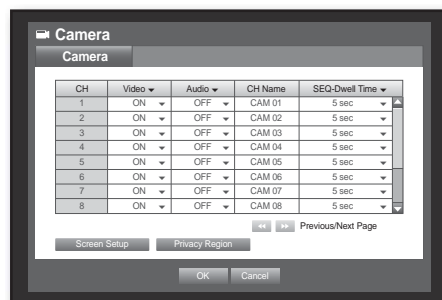 Camera
Camera
CH Video Audio CH Name SEQ-Dwell Time
1 ON OFF CAM 01 5 sec
2 ON OFF CAM 02 5 sec
3 ON OFF CAM 03 5 sec
4 ON OFF CAM 04 5 sec
5 ON OFF CAM 05 5 sec
6 ON OFF CAM 06 5 sec
7 ON OFF CAM 07 5 sec
8 ON OFF CAM 08 5 sec
Previous/Next Page
Screen Setup Privacy Region
OK Cancel